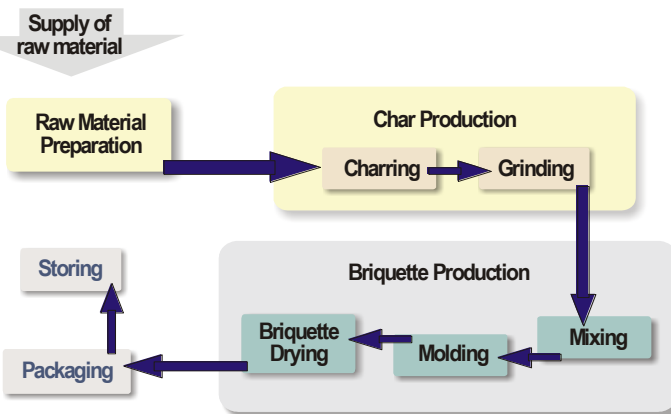 Supply of
raw material
Raw Material
Preparation
Char Production
Charring
Grinding
Briquette Production
Mixing
Molding
Briquette
Drying
Packaging
Storing